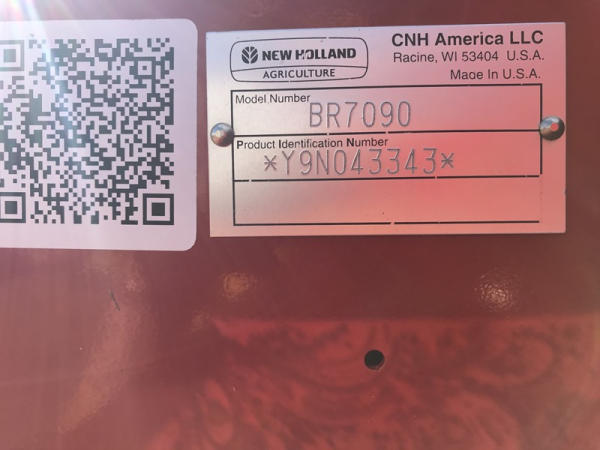 NEW HOLLAND
AGRICULTURE
CNH America LLC
Racine, WI 53404 U.S.A.
Made In U.S.A.
Model Number
BR7090
Product Identification Number
*Y9N043343*